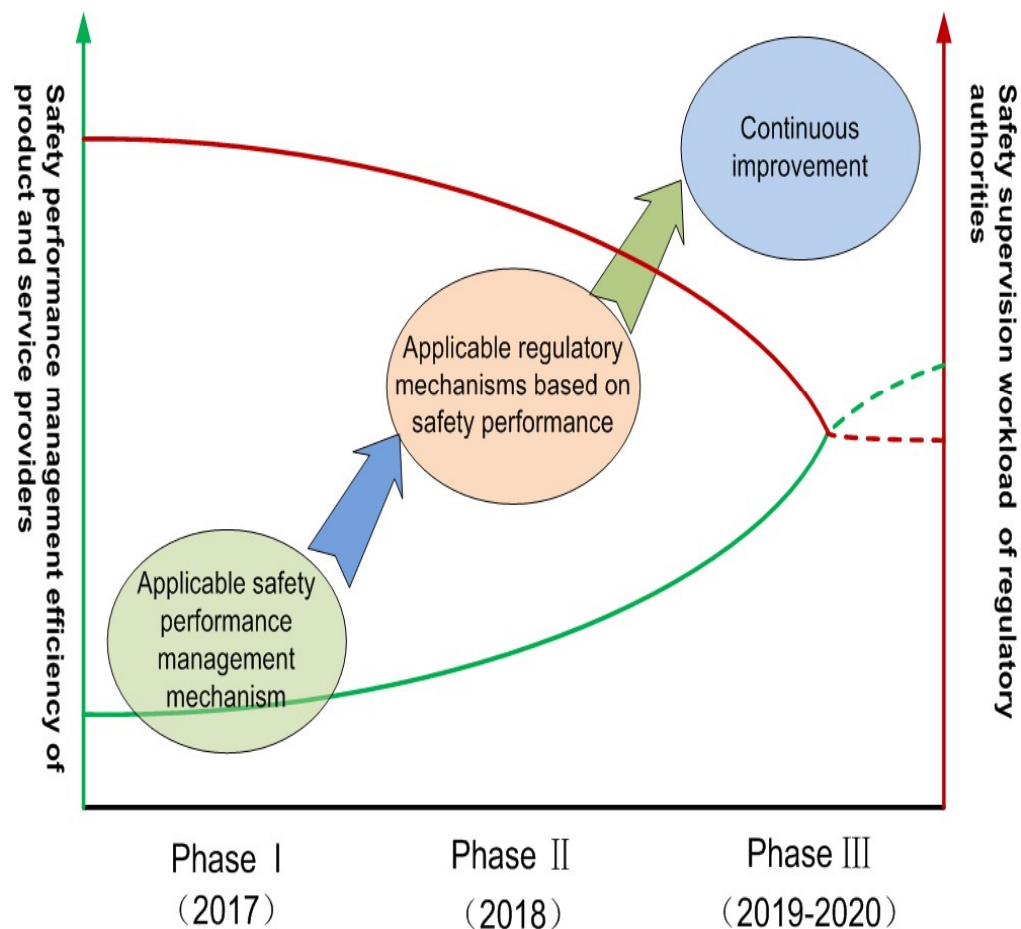 Safety performance management efficiency of
product and service providers
Safety supervision workload of regulatory
authorities
Continuous
improvement
Applicable regulatory
mechanisms based on
safety performance
Applicable safety
performance
management
mechanism
Phase Ⅰ
（2017）
Phase Ⅱ
（2018）
Phase Ⅲ
（2019-2020）